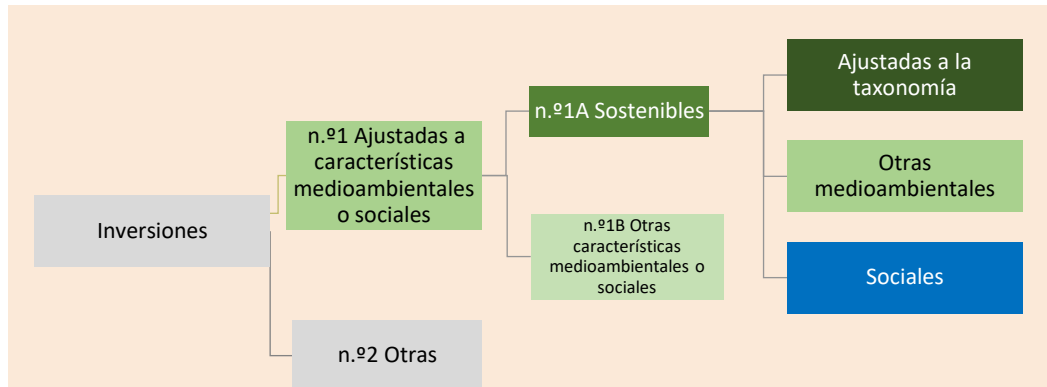 Inversiones
n.º1 Ajustadas a
características
medioambientales
o sociales
n.º2 Otras
n.º1A Sostenibles
n.º1B Otras
características
medioambientales o
sociales
Ajustadas a la
taxonomía
Otras
medioambientales
Sociales